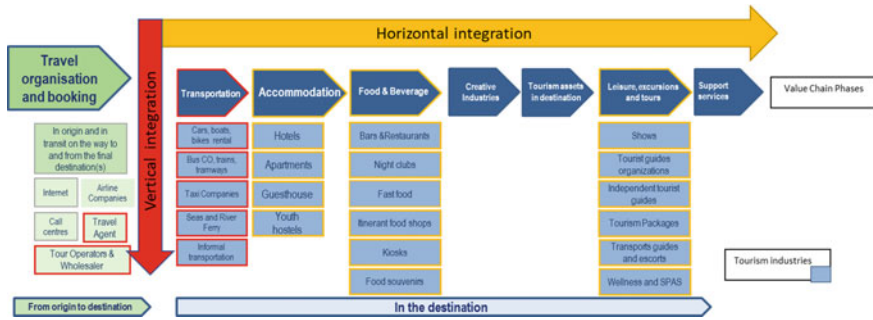 Horizontal integration
Travel
organisation
and booking
Vertical integration
Transportation
Accommodation
Food & Beverage
Creative
Industries
Tourism assets
in destination
Leisure, excursions
and tours
Support
services
Value Chain Phases
In origin and in
transit on the way to
and from the final
destination(s)
Internet
Airline
Companies
Call
centres
Travel
Agent
Tour Operators &
Wholesaler
Cars, boats,
bikes rental
Bus CO, trains,
tramways
Taxi Companies
Seas and River
Ferry
Informal
transportation
Hotels
Apartments
Guesthouse
Youth
hostels
Bars &Restaurants
Night clubs
Fast food
Itinerant food shops
Kiosks
Food souvenirs
Shows
Tourist guides
organizations
Independent tourist
guides
Tourism Packages
Transports guides
and escorts
Wellness and SPAS
Tourism industries
From origin to destination
In the destination